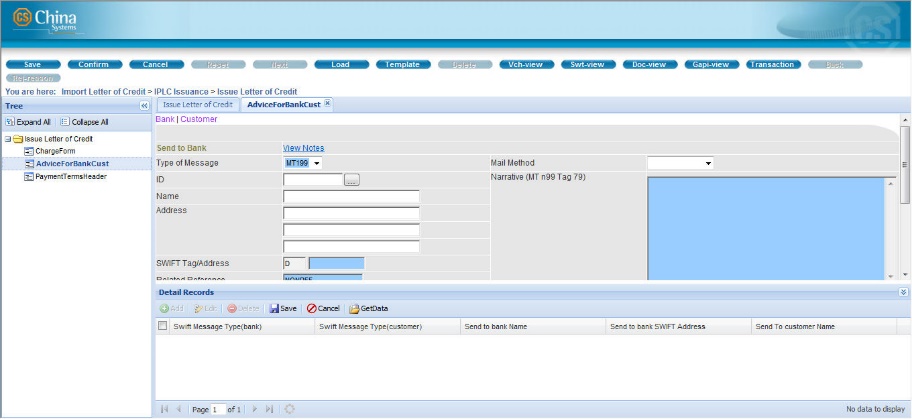 CS China
Systems
Save Confirm Cancel Reset Next Load Template Delete Vch-view Swt-view Doc-view Gapi-view Transaction Back
You are here: Import Letter of Credit > IPLC Issuance > Issue Letter of Credit
Tree
Expand All Collapse All
Issue Letter of Credit
ChargeForm
AdviceForBankCust
PaymentTermsHeader
Issue Letter of Credit AdviceForBankCust
Bank | Customer
Send to Bank View Notes
Type of Message MT199 Mail Method
ID ... Narrative (MT n99 Tag 79)
Name
Address
SWIFT Tag/Address D
Related Reference
Detail Records
Add Edit Delete Save Cancel GetData
Swift Message Type(bank) Swift Message Type(customer) Send to bank Name Send to bank SWIFT Address Send To customer Name
Page 1 of 1 No data to display